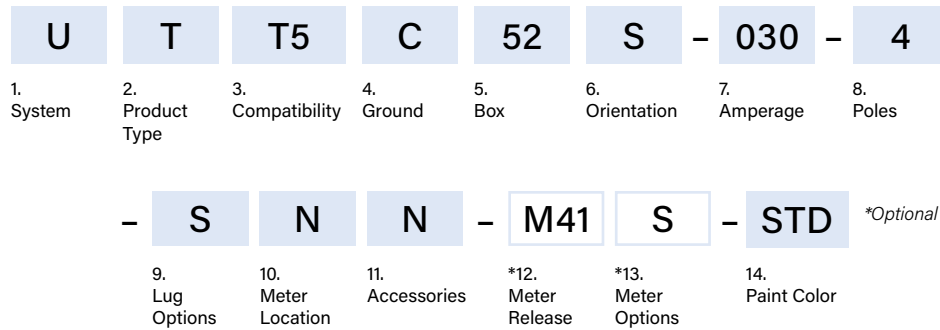 U T T5 C 52 S – 030 – 4
1. 2. 3. 4. 5. 6. 7. 8.
System Product Compatibility Ground Box Orientation Amperage Poles
Type
– S N N – M41 S – STD *Optional
9. 10. 11. *12. *13. 14.
Lug Meter Accessories Meter Meter Paint Color
Options Location Release Options